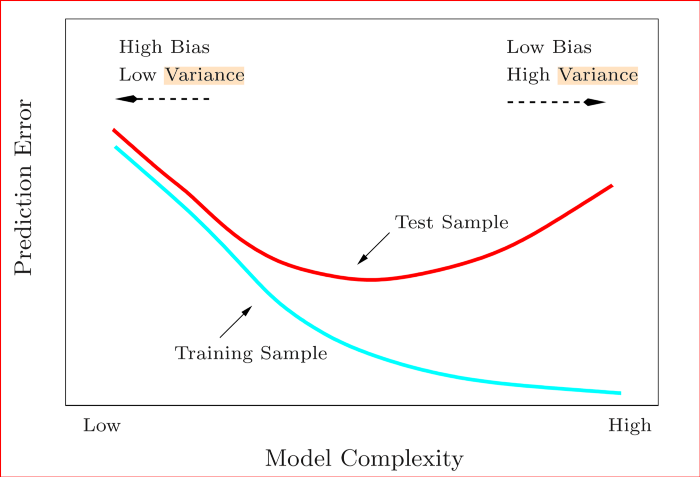 High Bias
Low Variance
Low Bias
High Variance
Prediction Error
Test Sample
Training Sample
Low
High
Model Complexity